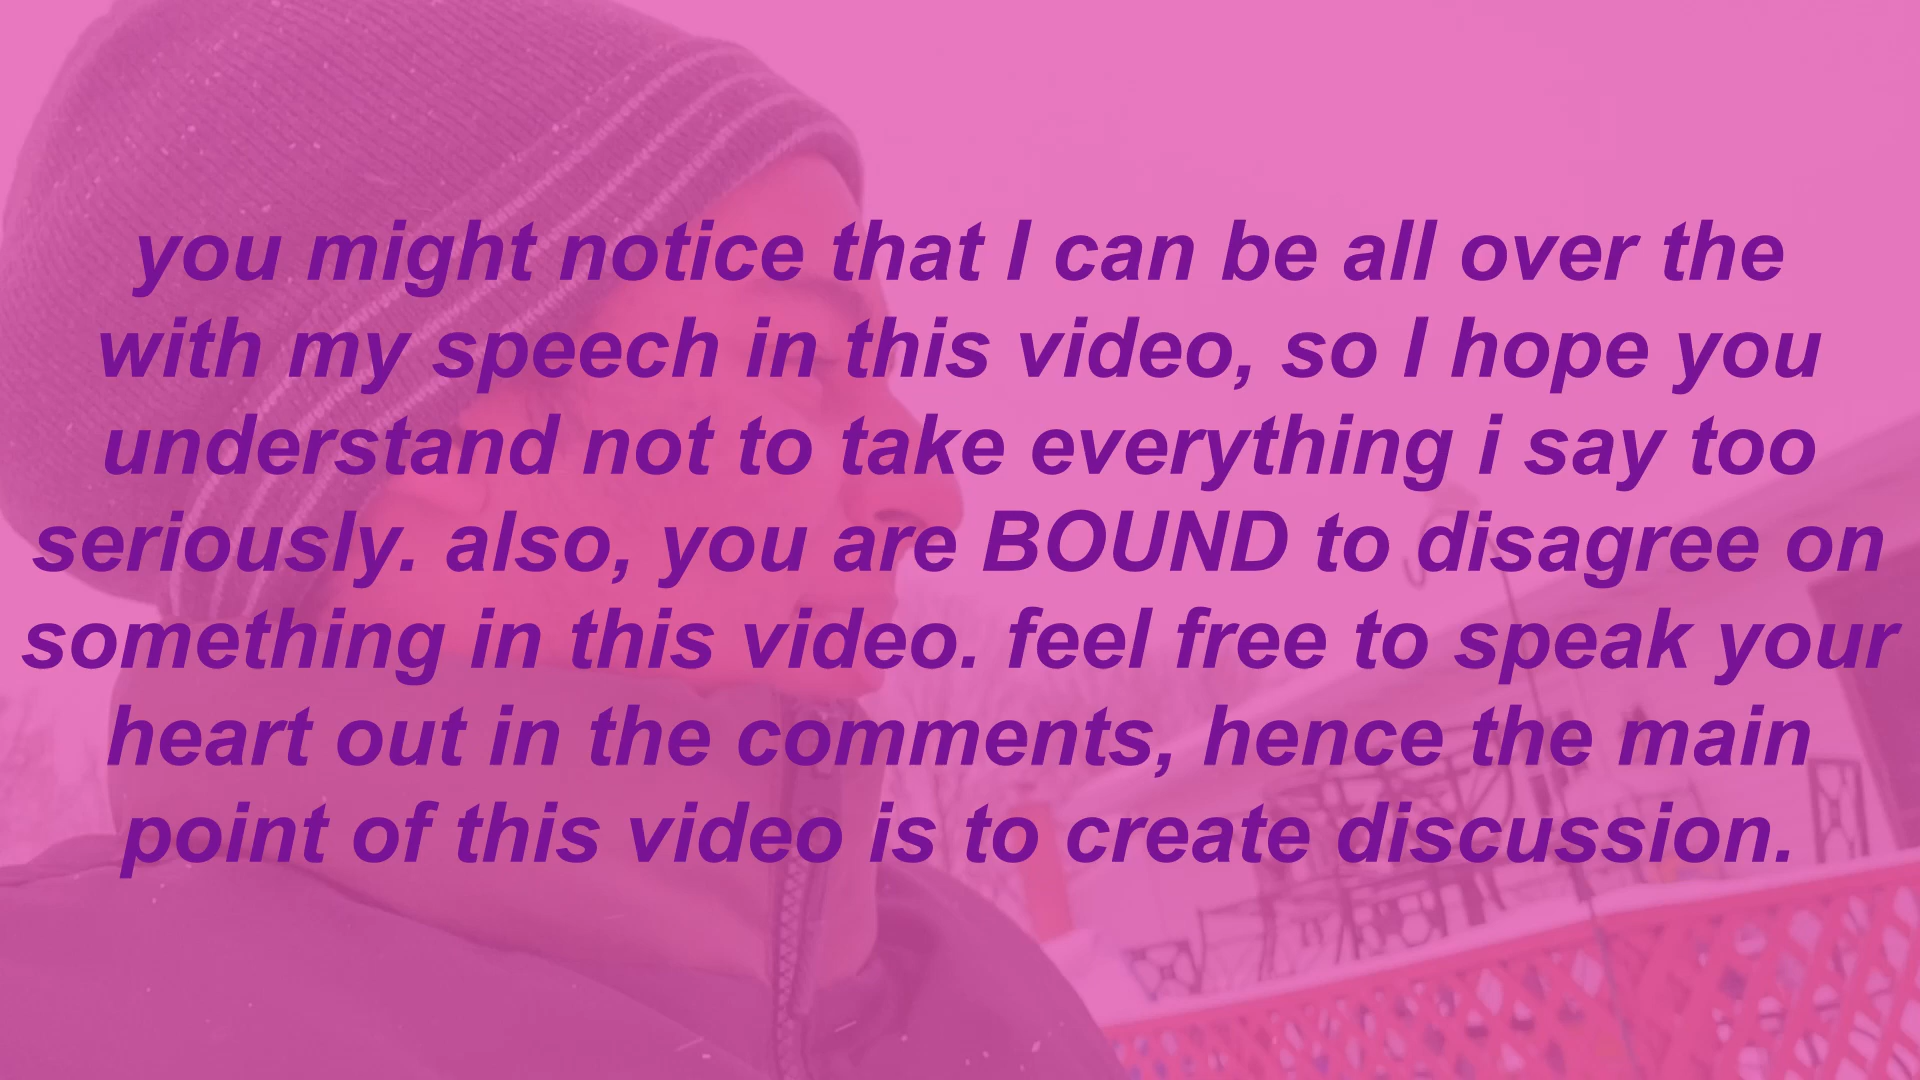 you might notice that I can be all over the
with my speech in this video, so I hope you
understand not to take everything i say too
seriously. also, you are BOUND to disagree on
something in this video. feel free to speak your
heart out in the comments, hence the main
point of this video is to create discussion.